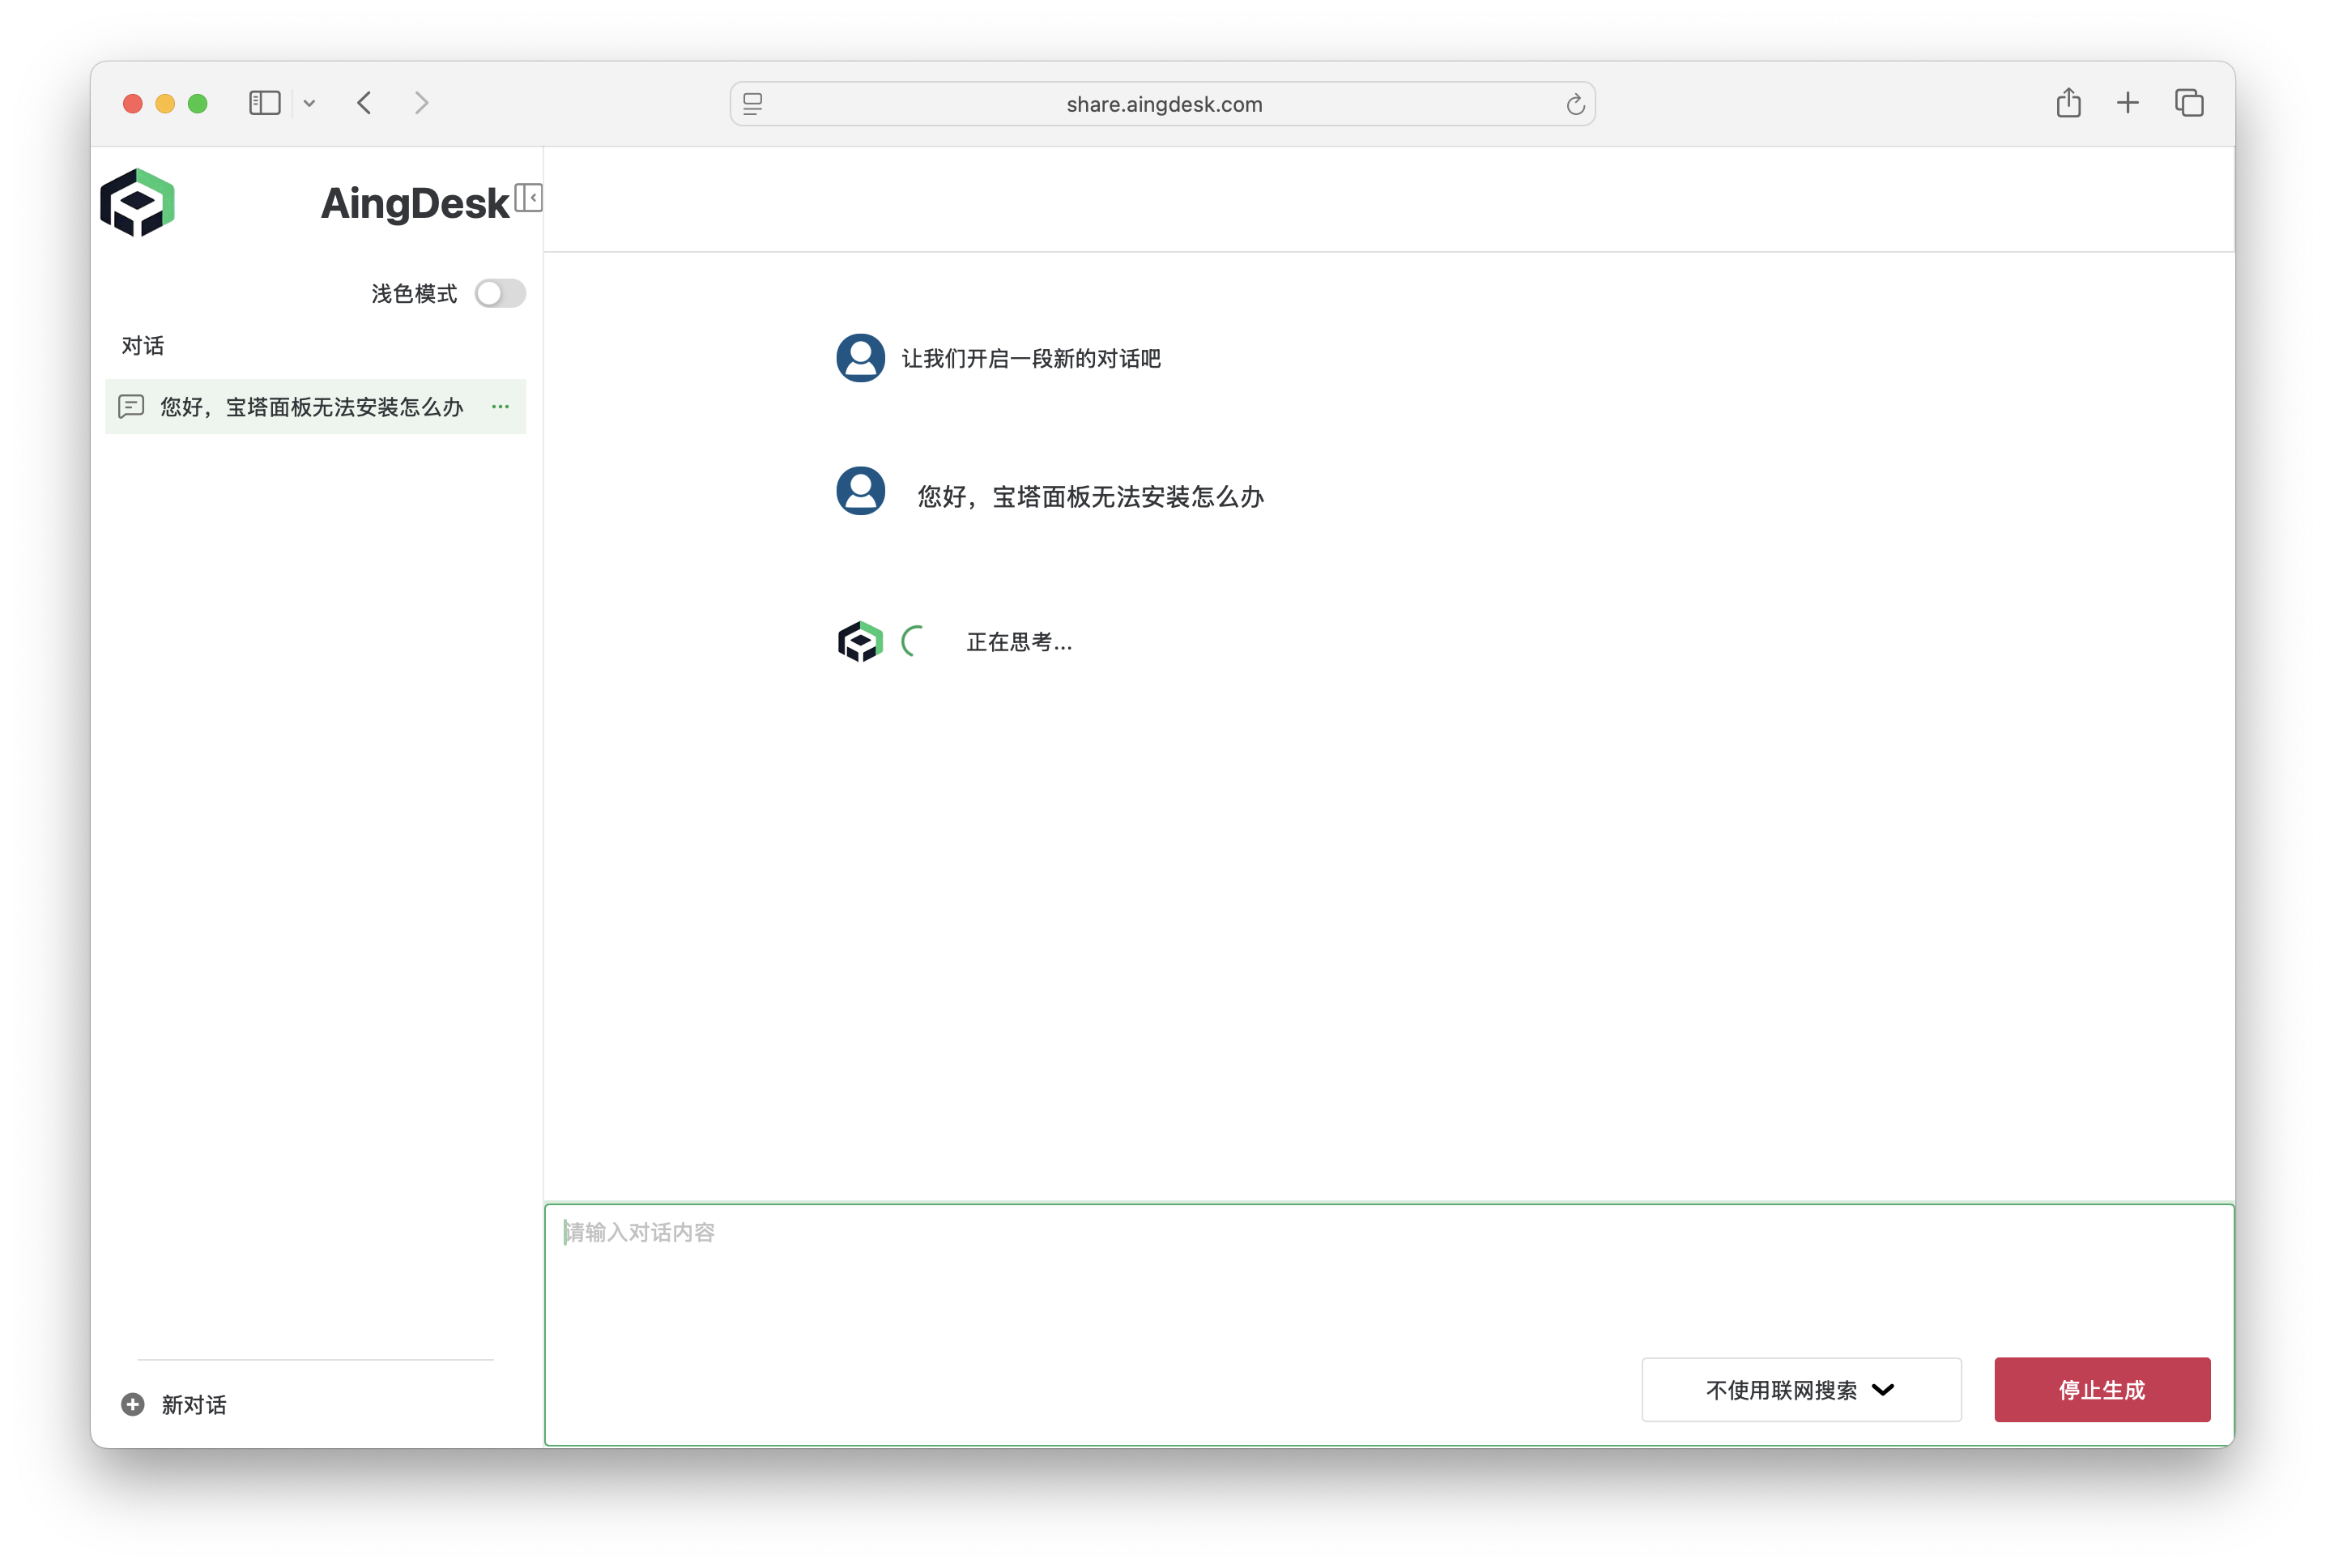 share.aingdesk.com
AingDesk
浅色模式
对话
您好，宝塔面板无法安装怎么办
让我们开启一段新的对话吧
您好，宝塔面板无法安装怎么办
正在思考...
请输入对话内容
不使用联网搜索
停止生成
新对话